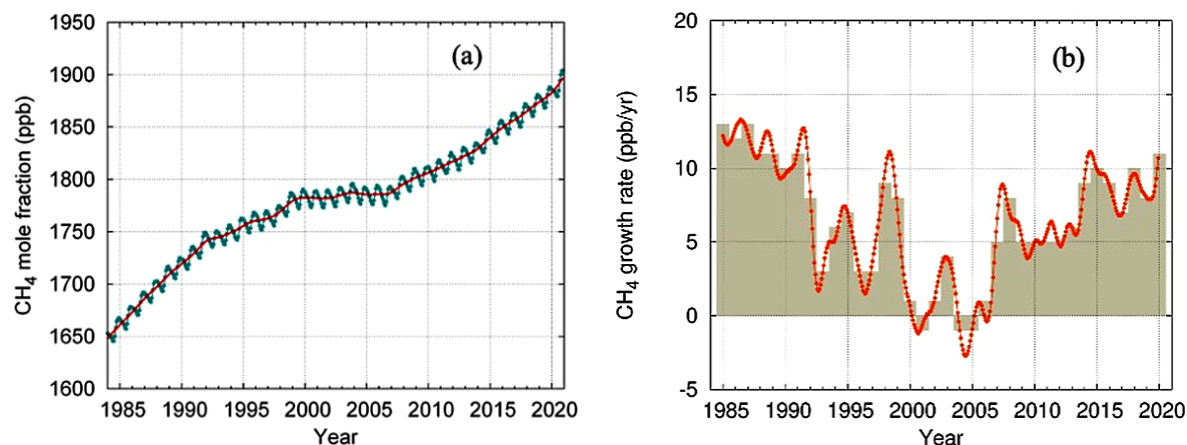 (a)
CH4 mole fraction (ppb)
1950
1900
1850
1800
1750
1700
1650
1600
1985 1990 1995 2000 2005 2010 2015 2020
Year
(b)
CH4 growth rate (ppb/yr)
20
15
10
5
0
-5
1985 1990 1995 2000 2005 2010 2015 2020
Year